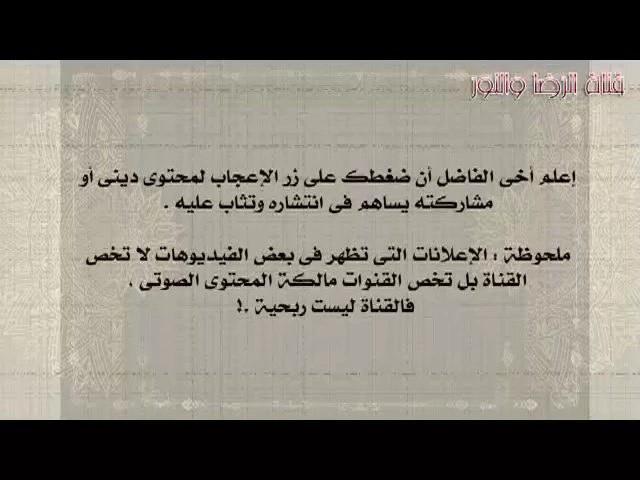 قناة الرضا والنور
إعلم أخى الفاضل أن ضغطك على زر الإعجاب لمحتوى دينى أو
مشاركته يساهم فى انتشاره وتثاب عليه .
ملحوظة : الإعلانات التى تظهر فى بعض الفيديوهات لا تخص
القناة بل تخص القنوات مالكة المحتوى الصوتى ،
فالقناة ليست ربحية .!